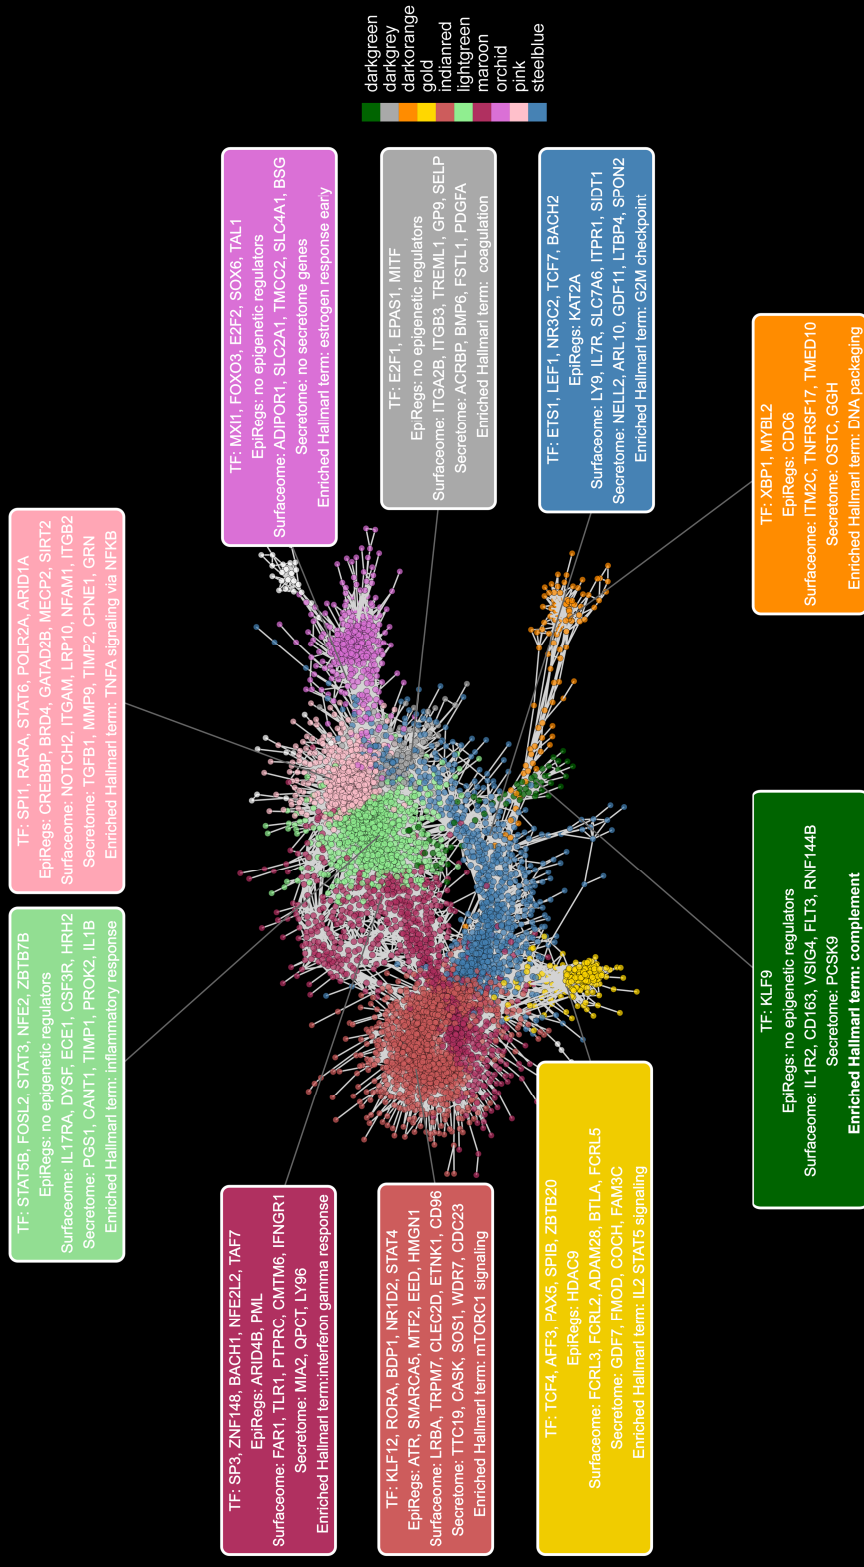 TF: STAT5B, FOSL2, STAT3, NFE2, ZBTB7B
EpiRegs: no epigenetic regulators
Surfaceome: IL17RA, DYSF, ECE1, CSF3R, HRH2
Secretome: PGS1, CANT1, TIMP1, PROK2, IL1B
Enriched Hallmarl term: inflammatory response
TF: SPI1, RARA, STAT6, POLR2A, ARID1A
EpiRegs: CREBBP, BRD4, GATAD2B, MECP2, SIRT2
Surfaceome: NOTCH2, ITGAM, LRP10, NFAM1, ITGB2
Secretome: TGFB1, MMP9, TIMP2, CPNE1, GRN
Enriched Hallmarl term: TNFA signaling via NFKB
TF: SP3, ZNF148, BACH1, NFE2L2, TAF7
EpiRegs: ARID4B, PML
Surfaceome: FAR1, TLR1, PTPRC, CMTM6, IFNGR1
Secretome: MIA2, QPCT, LY96
Enriched Hallmarl term:interferon gamma response
TF: MXI1, FOXO3, E2F2, SOX6, TAL1
EpiRegs: no epigenetic regulators
Surfaceome: ADIPOR1, SLC2A1, TMCC2, SLC4A1, BSG
Secretome: no secretome genes
Enriched Hallmarl term: estrogen response early
TF: KLF12, RORA, BDP1, NR1D2, STAT4
EpiRegs: ATR, SMARCA5, MTF2, EED, HMGN1
Surfaceome: LRBA, TRPM7, CLEC2D, ETNK1, CD96
Secretome: TTC19, CASK, SOS1, WDR7, CDC23
Enriched Hallmarl term: mTORC1 signaling
TF: E2F1, EPAS1, MITF
EpiRegs: no epigenetic regulators
Surfaceome: ITGA2B, ITGB3, TREML1, GP9, SELP
Secretome: ACRBP, BMP6, FSTL1, PDGFA
Enriched Hallmarl term:  coagulation
darkgreen
darkgrey
darkorange
gold
indianred
lightgreen
maroon
orchid
pink
steelblue
TF: TCF4, AFF3, PAX5, SPIB, ZBTB20
EpiRegs: HDAC9
Surfaceome: FCRL3, FCRL2, ADAM28, BTLA, FCRL5
Secretome: GDF7, FMOD, COCH, FAM3C
Enriched Hallmarl term: IL2 STAT5 signaling
TF: ETS1, LEF1, NR3C2, TCF7, BACH2
EpiRegs: KAT2A
Surfaceome: LY9, IL7R, SLC7A6, ITPR1, SIDT1
Secretome: NELL2, ARL10, GDF11, LTBP4, SPON2
Enriched Hallmarl term: G2M checkpoint
TF: KLF9
EpiRegs: no epigenetic regulators
Surfaceome: IL1R2, CD163, VSIG4, FLT3, RNF144B
Secretome: PCSK9
Enriched Hallmarl term: complement
TF: XBP1, MYBL2
EpiRegs: CDC6
Surfaceome: ITM2C, TNFRSF17, TMED10
Secretome: OSTC, GGH
Enriched Hallmarl term: DNA packaging